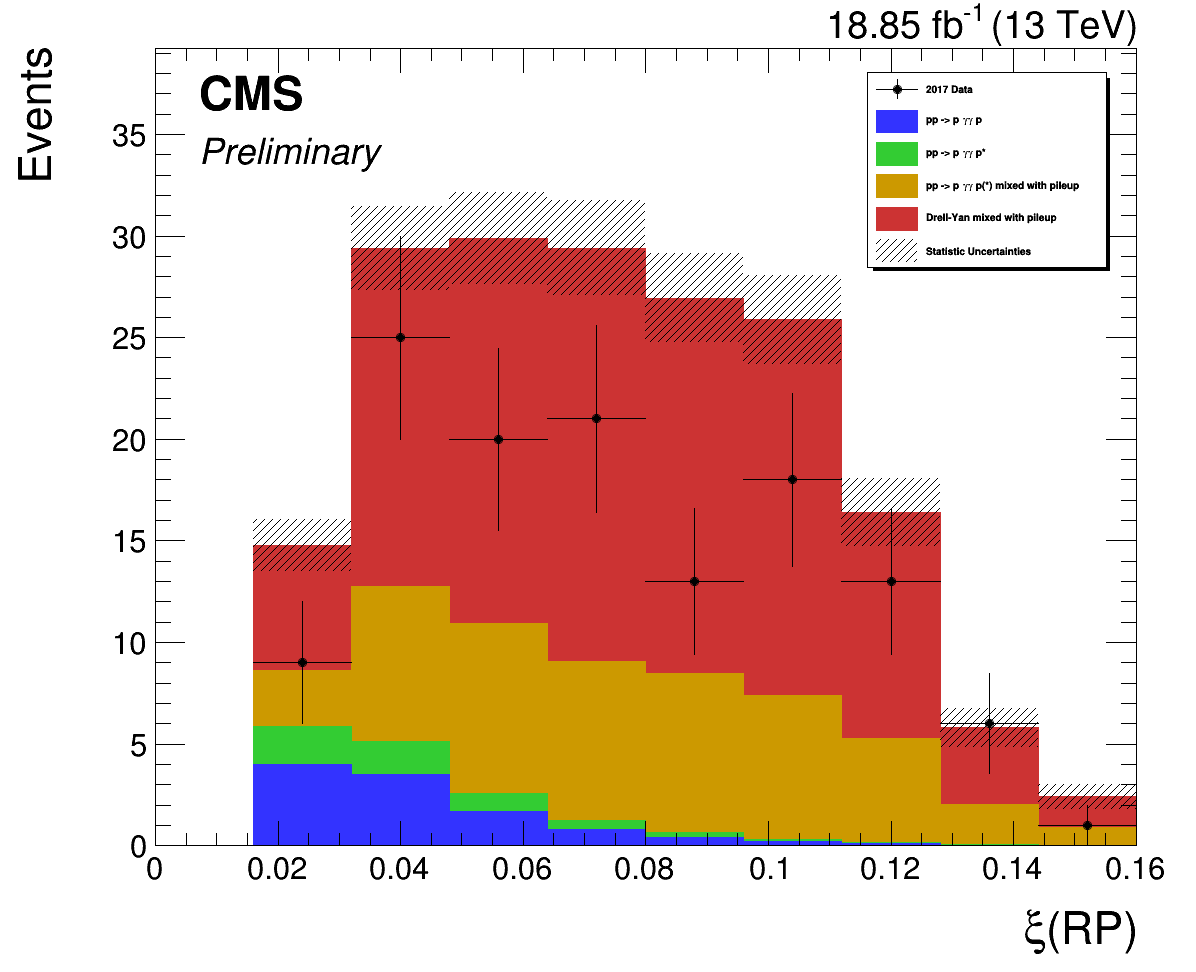 18.85 fb-1 (13 TeV)
Events
CMS
Preliminary
2017 Data
pp -> p γγ p
pp -> p γγ p*
pp -> p γγ p(*) mixed with pileup
Drell-Yan mixed with pileup
Statistic Uncertainties
35
30
25
20
15
10
5
0
0 0.02 0.04 0.06 0.08 0.1 0.12 0.14 0.16
ξ(RP)